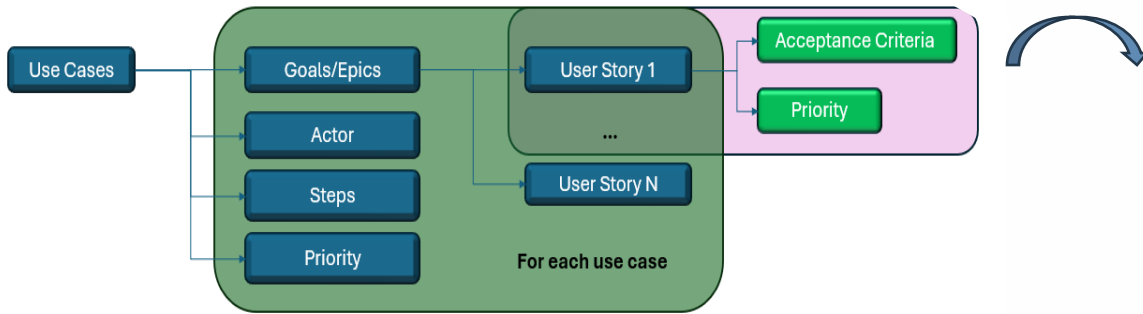 Use Cases
Goals/Epics
User Story 1
Acceptance Criteria
Priority
Actor
...
Steps
User Story N
Priority
For each use case